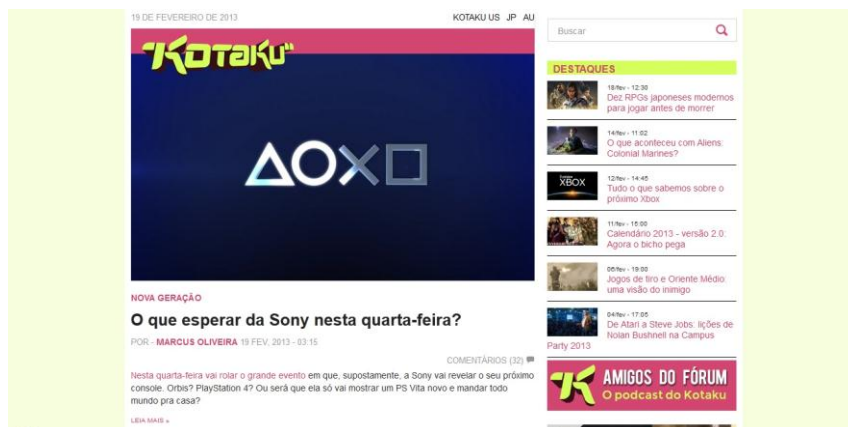 19 DE FEVEREIRO DE 2013
KOTAKU US JP AU
KOTAKU
NOVA GERAÇÃO
O que esperar da Sony nesta quarta-feira?
POR - MARCUS OLIVEIRA 19 FEV, 2013 - 03:15
COMENTÁRIOS (32)
Nesta quarta-feira vai rolar o grande evento em que, supostamente, a Sony vai revelar o seu próximo
console. Orbis? PlayStation 4? Ou será que ela só vai mostrar um PS Vita novo e mandar todo
mundo pra casa?
LEIA MAIS »
Buscar
DESTAQUES
18/fev - 12:30
Dez RPGs japoneses modernos
para jogar antes de morrer
14/fev - 11:02
O que aconteceu com Aliens:
Colonial Marines?
XBOX
12/fev - 14:45
Tudo o que sabemos sobre o
próximo Xbox
11/fev - 15:00
Calendário 2013 - versão 2.0:
Agora o bicho pega
06/fev - 19:00
Jogos de tiro e Oriente Médio:
uma visão do inimigo
04/fev - 17:05
De Atari a Steve Jobs: lições de
Nolan Bushnell na Campus
Party 2013
AMIGOS DO FÓRUM
O podcast do Kotaku